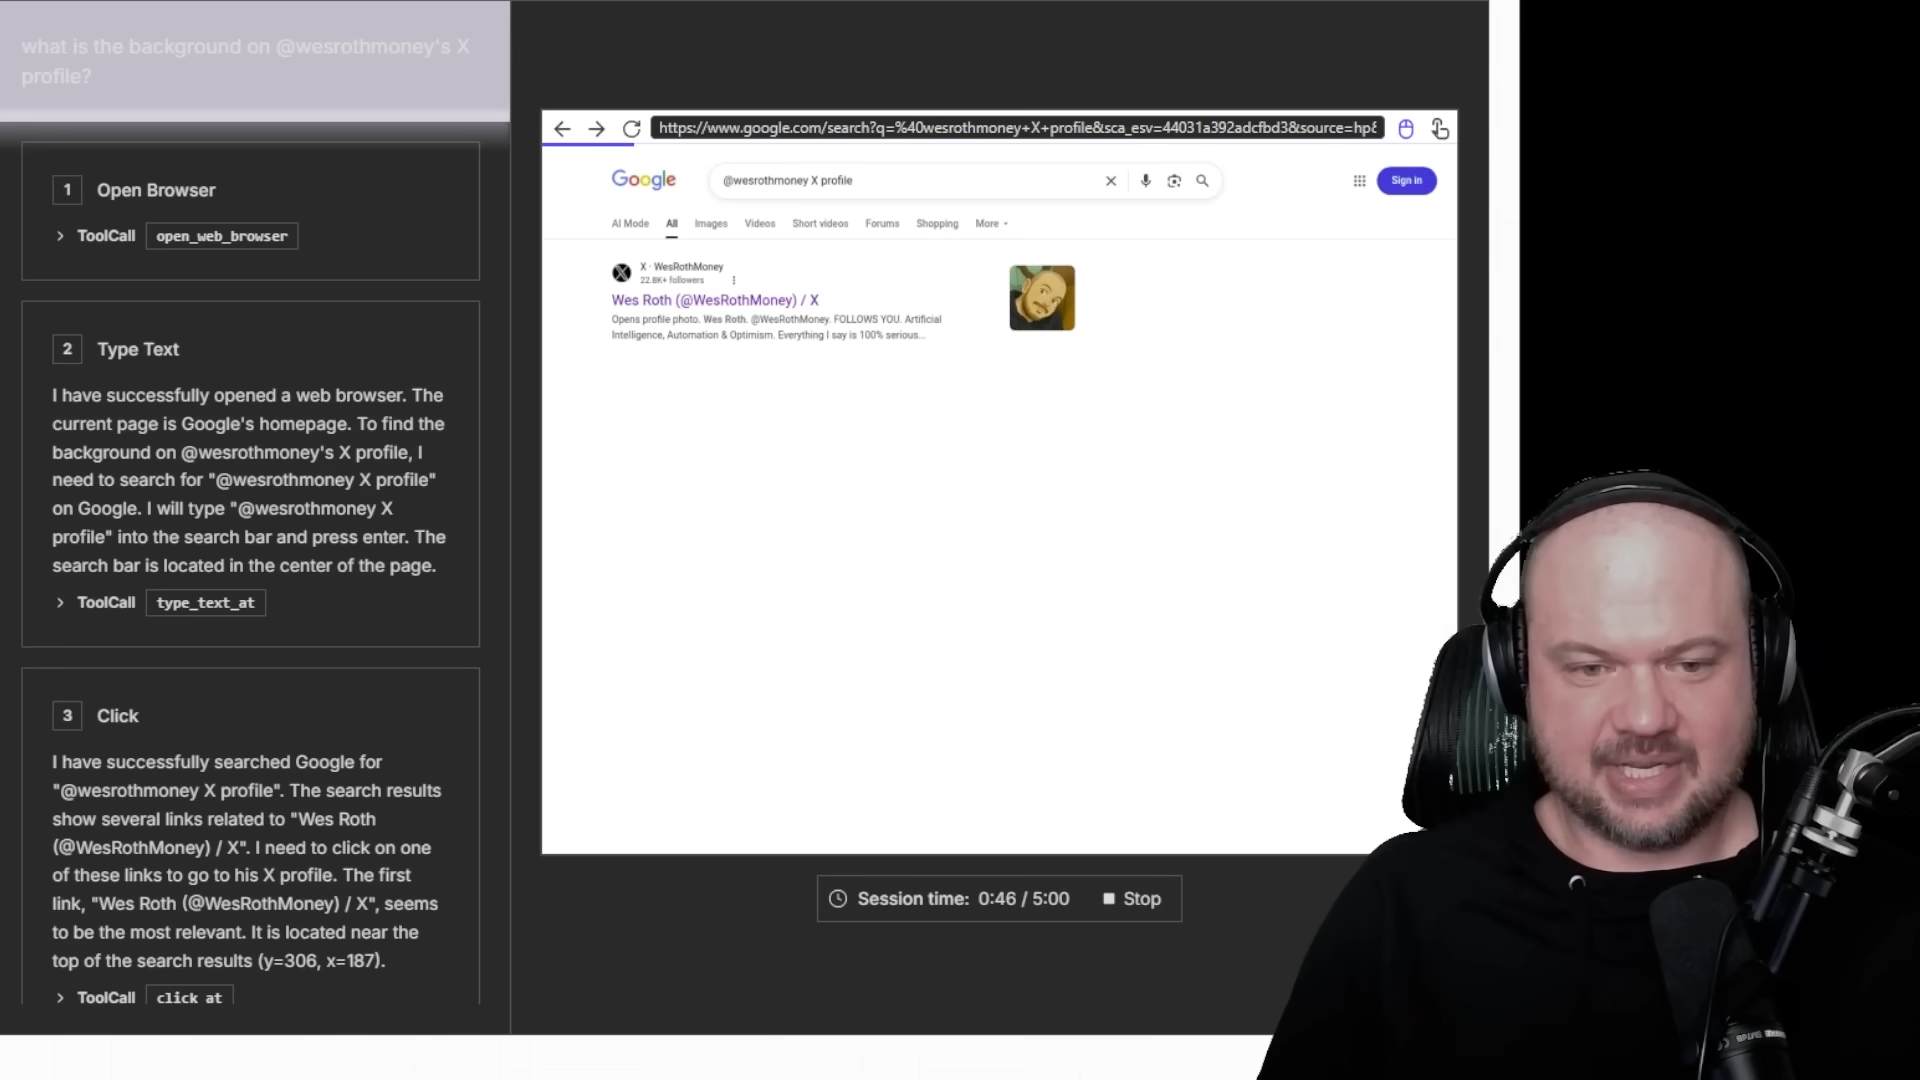 what is the background on @wesrothmoney's X
profile?
1 Open Browser
ToolCall open_web_browser
2 Type Text
I have successfully opened a web browser. The
current page is Google's homepage. To find the
background on @wesrothmoney's X profile, I
need to search for "@wesrothmoney X profile"
on Google. I will type "@wesrothmoney X
profile" into the search bar and press enter. The
search bar is located in the center of the page.
ToolCall type_text_at
3 Click
I have successfully searched Google for
"@wesrothmoney X profile". The search results
show several links related to "Wes Roth
(@WesRothMoney) / X". I need to click on one
of these links to go to his X profile. The first
link, "Wes Roth (@WesRothMoney) / X", seems
to be the most relevant. It is located near the
top of the search results (y=306, x=187).
ToolCall click_at
https://www.google.com/search?q=%40wesrothmoney+X+profile&sca_esv=44031a392adcfbd3&source=hp&
Google @wesrothmoney X profile Sign in
AI Mode All Images Videos Short videos Forums Shopping More
X · WesRothMoney
22.8K+ followers
Wes Roth (@WesRothMoney) / X
Opens profile photo. Wes Roth. @WesRothMoney. FOLLOWS YOU. Artificial
Intelligence, Automation & Optimism. Everything I say is 100% serious...
Session time: 0:46 / 5:00 Stop